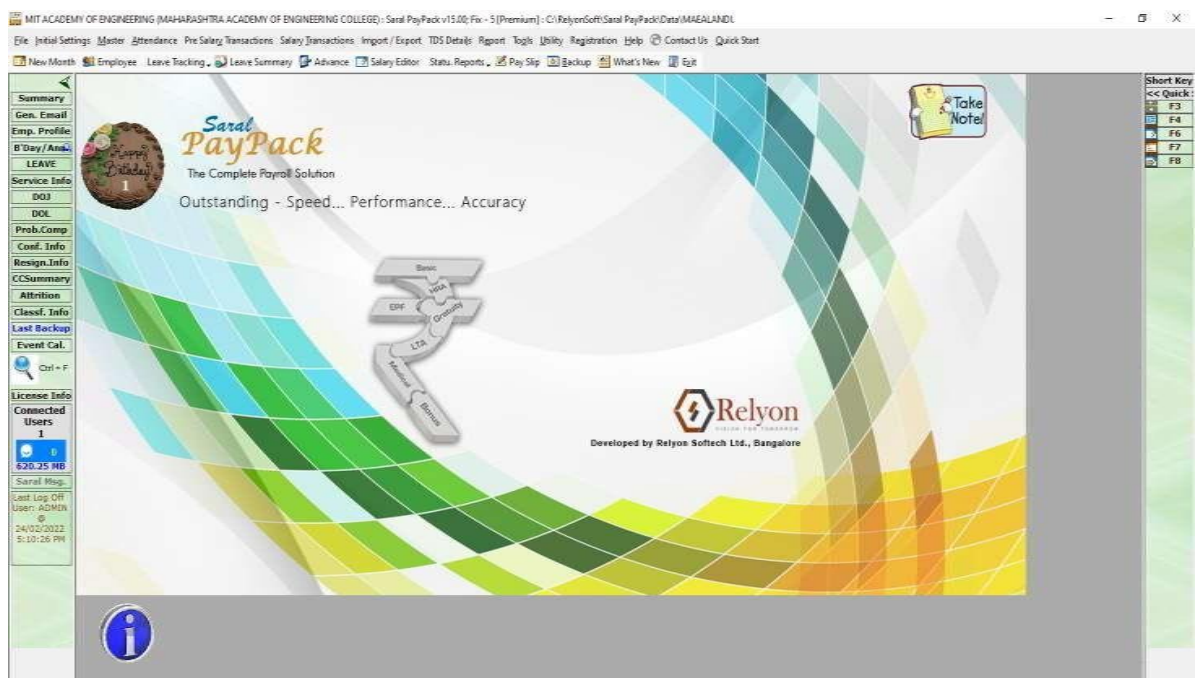 MIT ACADEMY OF ENGINEERING (MAHARASHTRA ACADEMY OF ENGINEERING COLLEGE) : Saral PayPack v15.00; Fix - 5 [Premium] : C:\RelyonSoft\Saral PayPack\Data\MAEALANDI.
File Initial Settings Master Attendance Pre Salary Transactions Salary Transactions Import / Export TDS Details Report Tools Utility Registration Help Contact Us Quick Start
New Month Employee Leave Tracking Leave Summary Advance Salary Editor Statu. Reports Pay Slip Backup What's New Exit
Summary
Gen. Email
Emp. Profile
B'Day/Ann.
LEAVE
Service Info
DOJ
DOL
Prob.Comp
Conf. Info
Resign.Info
CCSummary
Attrition
Classf. Info
Last Backup
Event Cal.
Ctrl + F
License Info
Connected
Users
1
0
620.25 MB
Saral Msg.
Last Log Off
User: ADMIN
@
24/02/2022
5:10:26 PM
Happy
Birthday
1
Saral
PayPack
The Complete Payroll Solution
Outstanding - Speed... Performance... Accuracy
Basic
HRA
EPF
Gratuity
LTA
Medical
Bonus
Take
Note!
Relyon
VISION FOR TOMORROW
Developed by Relyon Softech Ltd., Bangalore
Short Key
<< Quick :
F3
F4
F6
F7
F8